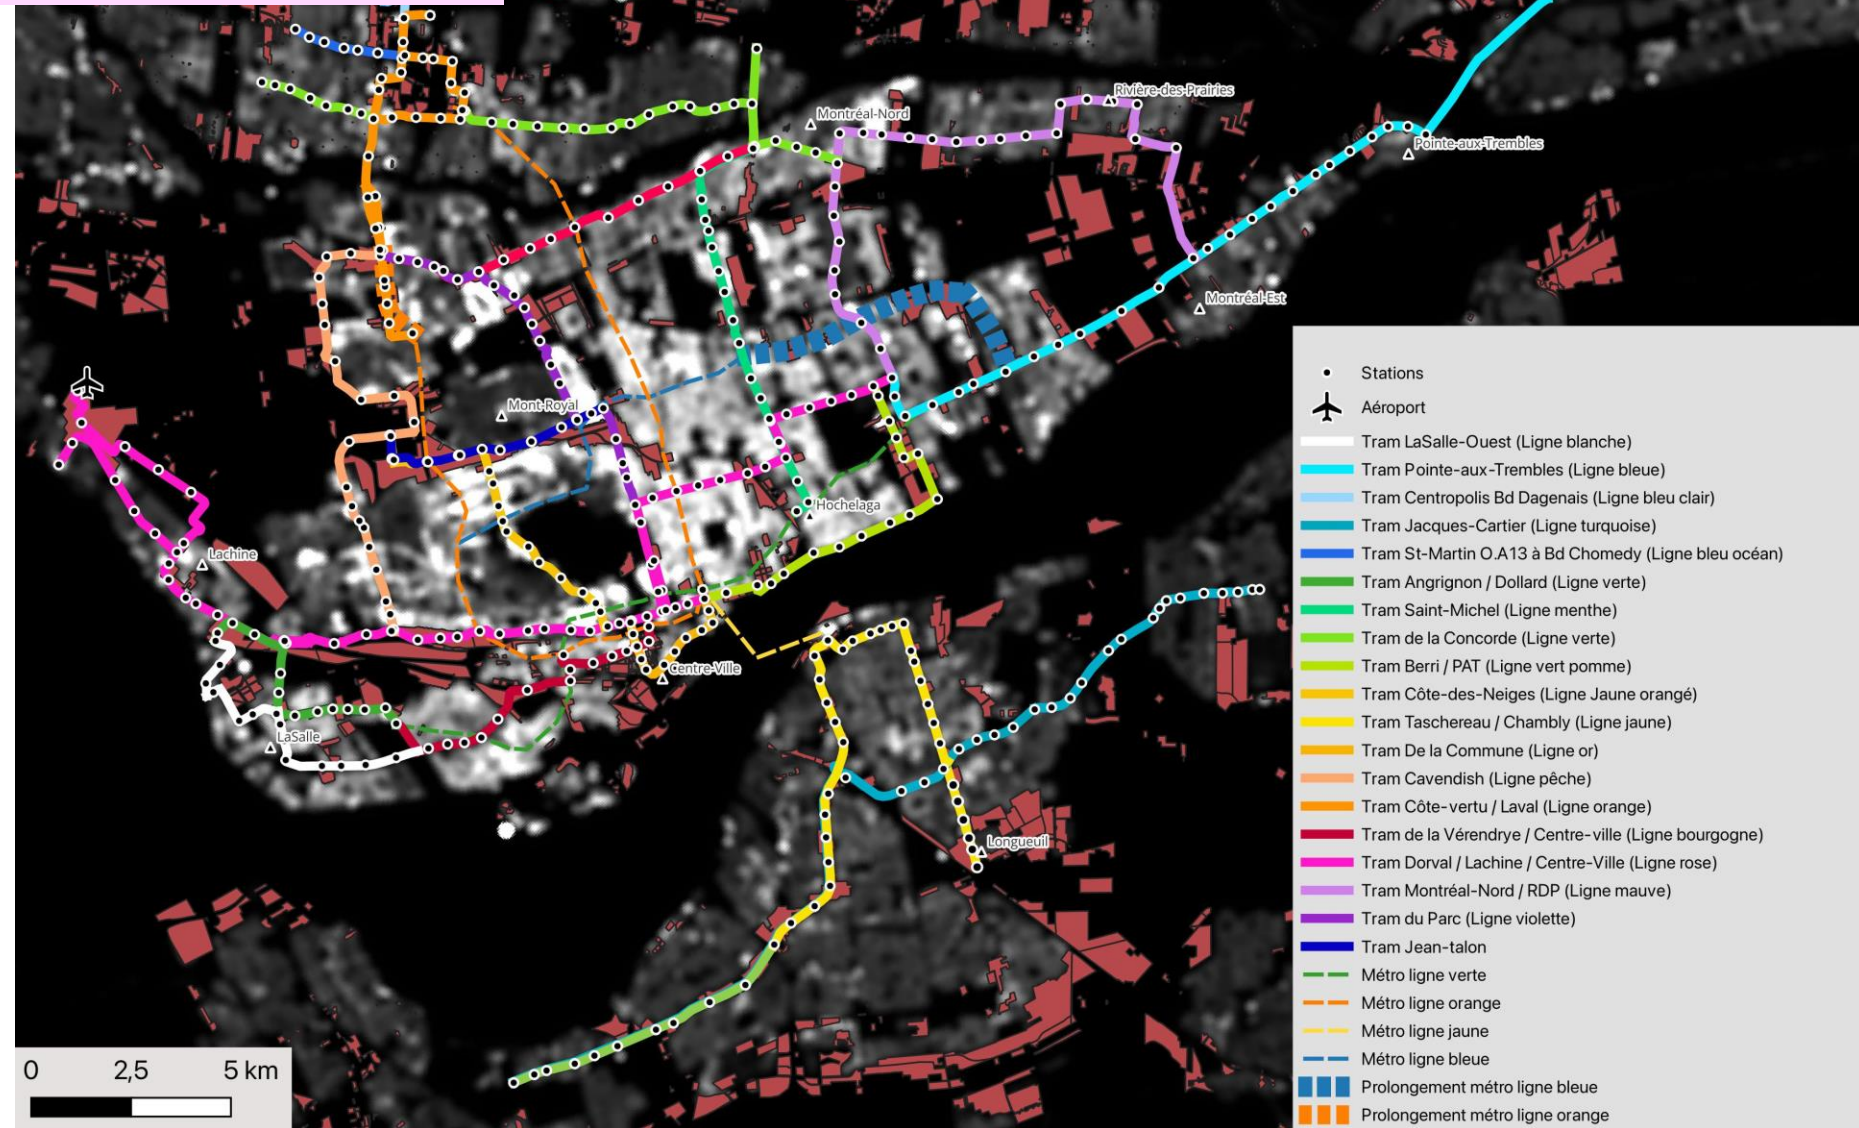 Rivière-des-Prairies
Montréal-Nord
Pointe-aux-Trembles
Montréal-Est
Mont-Royal
Hochelaga
Lachine
Centre-Ville
LaSalle
Longueuil
Stations
Aéroport
Tram LaSalle-Ouest (Ligne blanche)
Tram Pointe-aux-Trembles (Ligne bleue)
Tram Centropolis Bd Dagenais (Ligne bleu clair)
Tram Jacques-Cartier (Ligne turquoise)
Tram St-Martin O.A13 à Bd Chomedy (Ligne bleu océan)
Tram Angrignon / Dollard (Ligne verte)
Tram Saint-Michel (Ligne menthe)
Tram de la Concorde (Ligne verte)
Tram Berri / PAT (Ligne vert pomme)
Tram Côte-des-Neiges (Ligne Jaune orangé)
Tram Taschereau / Chambly (Ligne jaune)
Tram De la Commune (Ligne or)
Tram Cavendish (Ligne pêche)
Tram Côte-vertu / Laval (Ligne orange)
Tram de la Vérendrye / Centre-ville (Ligne bourgogne)
Tram Dorval / Lachine / Centre-Ville (Ligne rose)
Tram Montréal-Nord / RDP (Ligne mauve)
Tram du Parc (Ligne violette)
Tram Jean-talon
Métro ligne verte
Métro ligne orange
Métro ligne jaune
Métro ligne bleue
Prolongement métro ligne bleue
Prolongement métro ligne orange
0 2,5 5 km